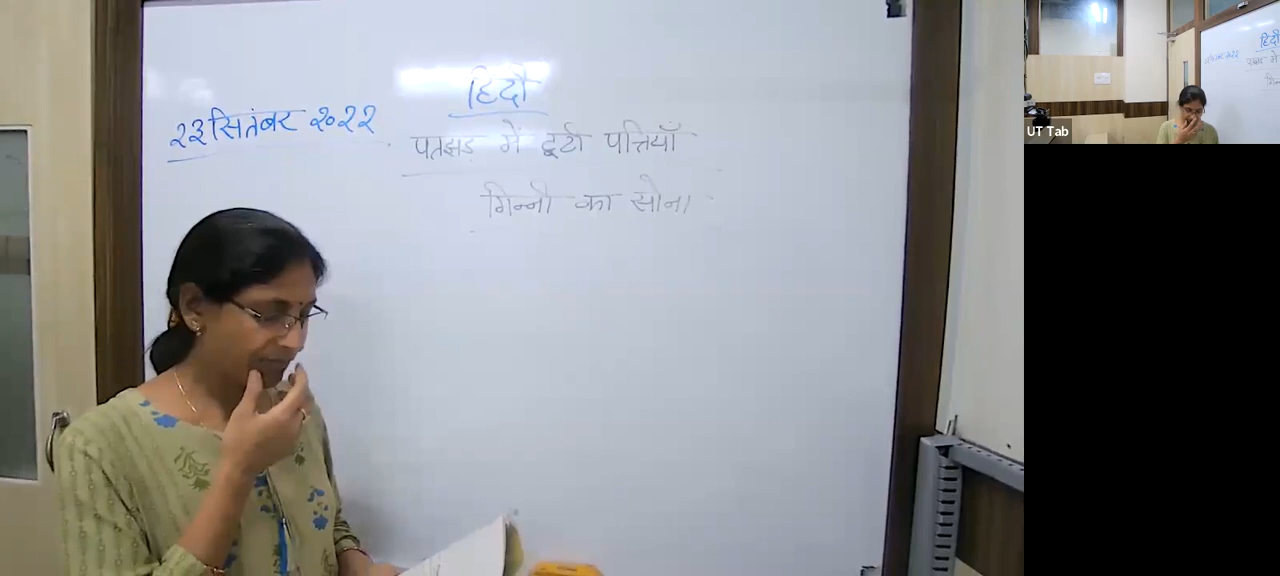 हिंदी
२३ सितंबर २०२२
पतझड़ में टूटी पत्तियाँ
गिन्नी का सोना
UT Tab